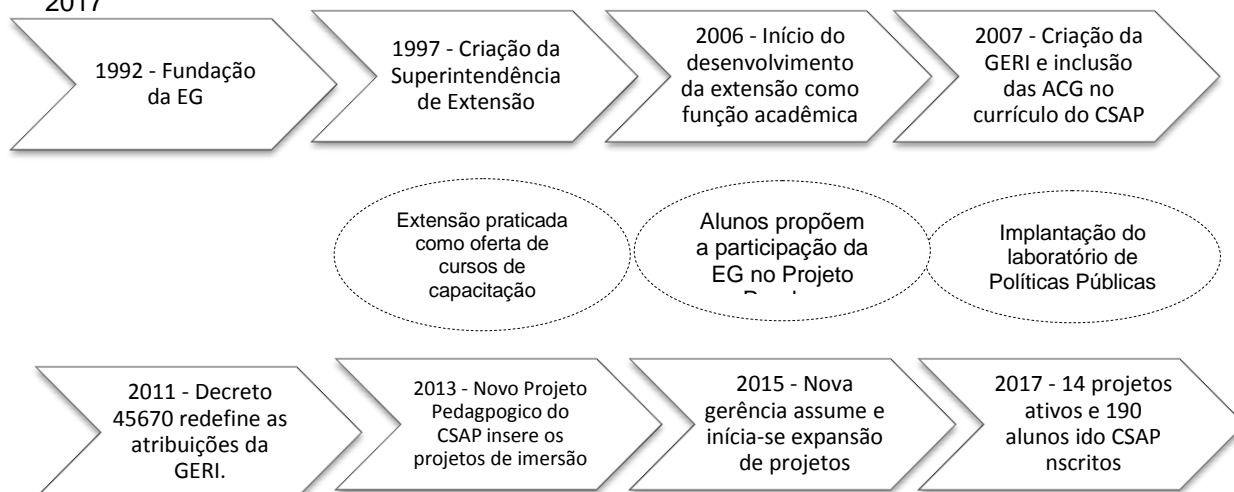 2017
1992 - Fundação
da EG
1997 - Criação da
Superintendência
de Extensão
2006 - Início do
desenvolvimento
da extensão como
função acadêmica
2007 - Criação da
GERI e inclusão
das ACG no
currículo do CSAP
Extensão praticada
como oferta de
cursos de
capacitação
Alunos propõem
a participação da
EG no Projeto
Implantação do
laboratório de
Políticas Públicas
2011 - Decreto
45670 redefine as
atribuições da
GERI.
2013 - Novo Projeto
Pedagpogico do
CSAP insere os
projetos de imersão
2015 - Nova
gerência assume e
inícia-se expansão
de projetos
2017 - 14 projetos
ativos e 190
alunos ido CSAP
nscritos